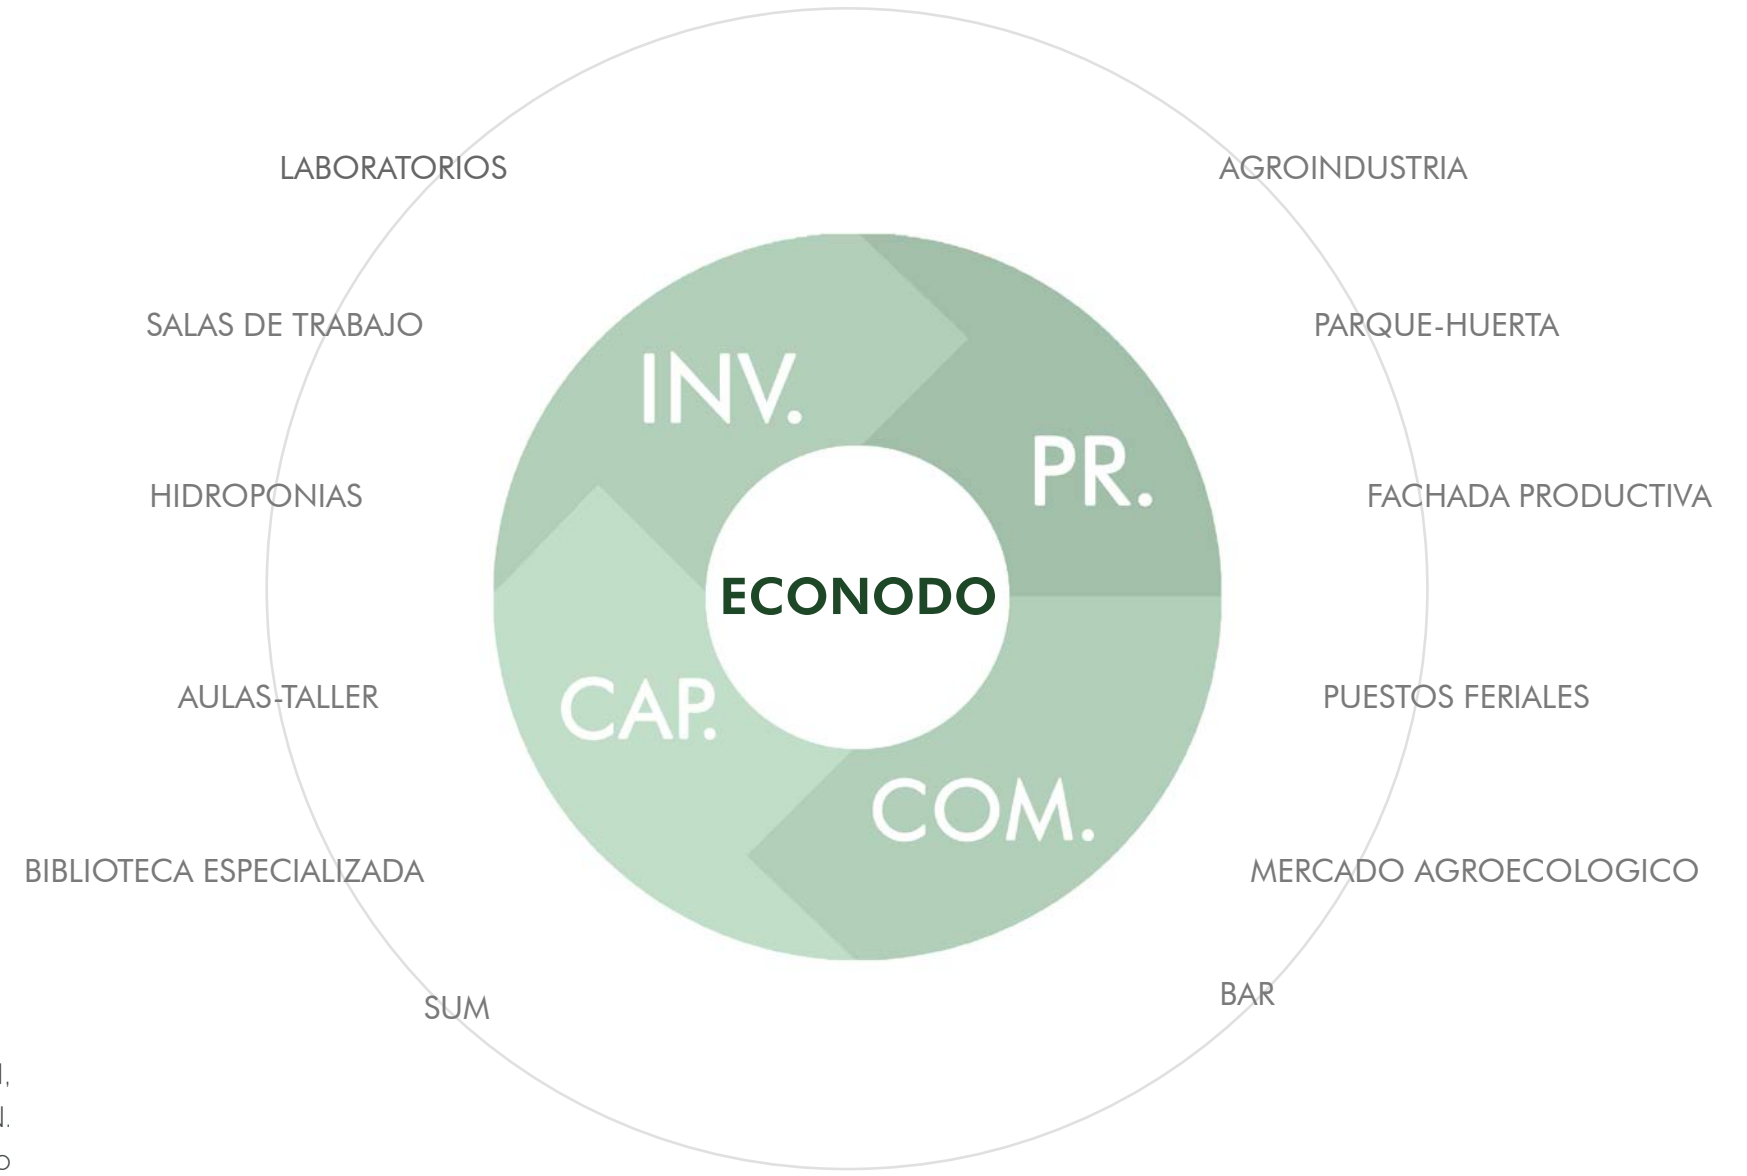 LABORATORIOS
AGROINDUSTRIA
SALAS DE TRABAJO
PARQUE-HUERTA
INV.
PR.
HIDROPONIAS
FACHADA PRODUCTIVA
ECONODO
AULAS-TALLER
PUESTOS FERIALES
CAP.
COM.
BIBLIOTECA ESPECIALIZADA
MERCADO AGROECOLOGICO
SUM
BAR